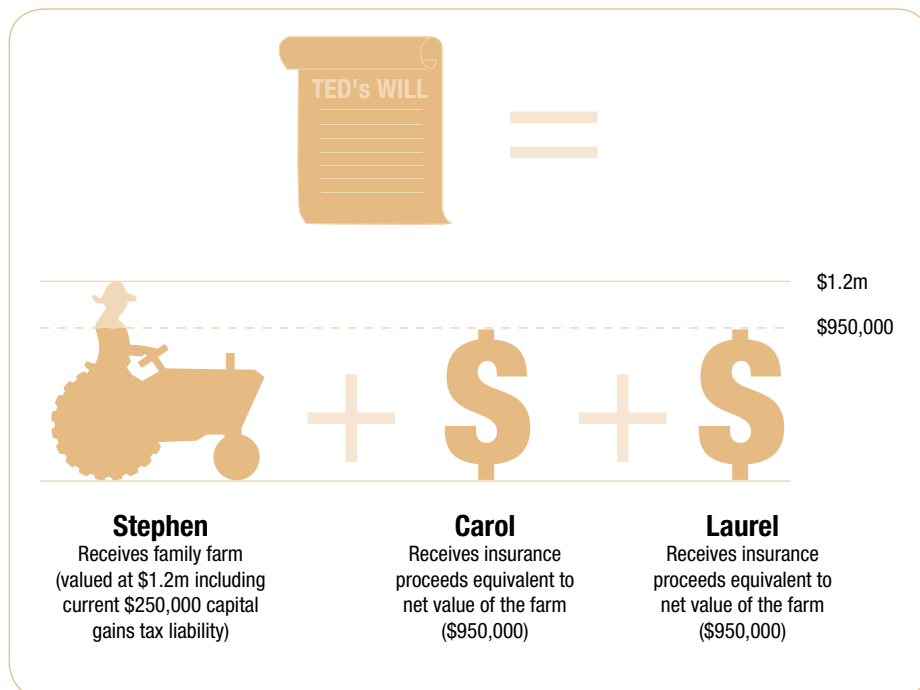 TED's WILL
$1.2m
$950,000
Stephen
Receives family farm
(valued at $1.2m including
current $250,000 capital
gains tax liability)
Carol
Receives insurance
proceeds equivalent to
net value of the farm
($950,000)
Laurel
Receives insurance
proceeds equivalent to
net value of the farm
($950,000)